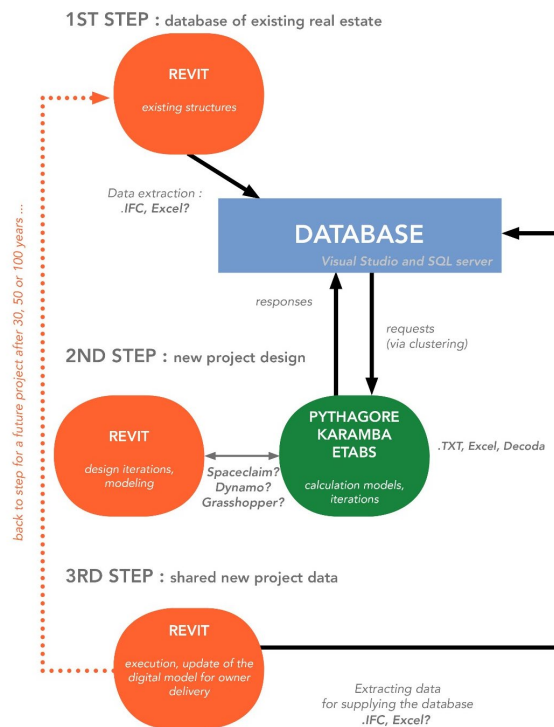 1ST STEP : database of existing real estate
REVIT
existing structures
Data extraction :
.IFC, Excel?
DATABASE
Visual Studio and SQL server
responses
requests
(via clustering)
2ND STEP : new project design
REVIT
design iterations,
modeling
Spaceclaim?
Dynamo?
Grasshopper?
PYTHAGORE
KARAMBA
ETABS
calculation models,
iterations
.TXT, Excel, Decoda
back to step for a future project after 30, 50 or 100 years ...
3RD STEP : shared new project data
REVIT
execution, update of the
digital model for owner
delivery
Extracting data
for supplying the database
.IFC, Excel?